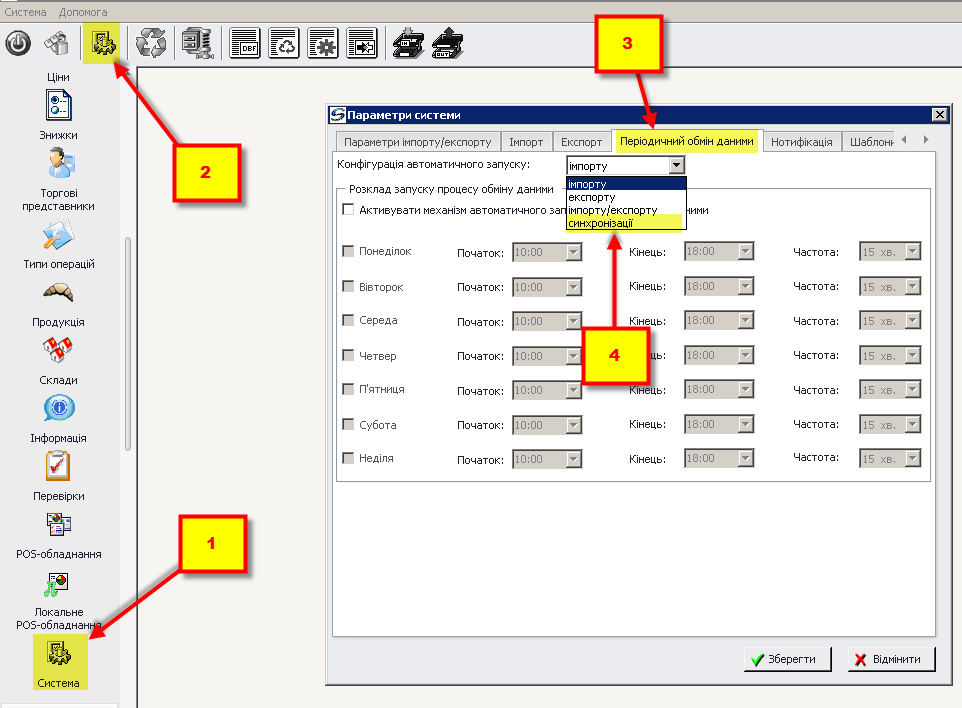 Система Допомога
DBF
OUT
3
Ціни
Знижки
Торгові
представники
Типи операцій
Продукція
Склади
Інформація
Перевірки
POS-обладнання
Локальне
POS-обладнання
Система
2
1
Параметри системи
Параметри імпорту/експорту Імпорт Експорт Періодичний обмін даними Нотифікація Шаблони
Конфігурація автоматичного запуску: імпорту
імпорту
експорту
імпорту/експорту
синхронізації
Розклад запуску процесу обміну даними
Активувати механізм автоматичного
4
Понеділок Початок: 10:00 Кінець: 18:00 Частота: 15 хв.
Вівторок Початок: 10:00 Кінець: 18:00 Частота: 15 хв.
Середа Початок: 10:00 Кінець: 18:00 Частота: 15 хв.
Четвер Початок: 10:00 18:00 Частота: 15 хв.
П'ятниця Початок: 10:00 Кінець: 18:00 Частота: 15 хв.
Субота Початок: 10:00 Кінець: 18:00 Частота: 15 хв.
Неділя Початок: 10:00 Кінець: 18:00 Частота: 15 хв.
Зберегти Відмінити